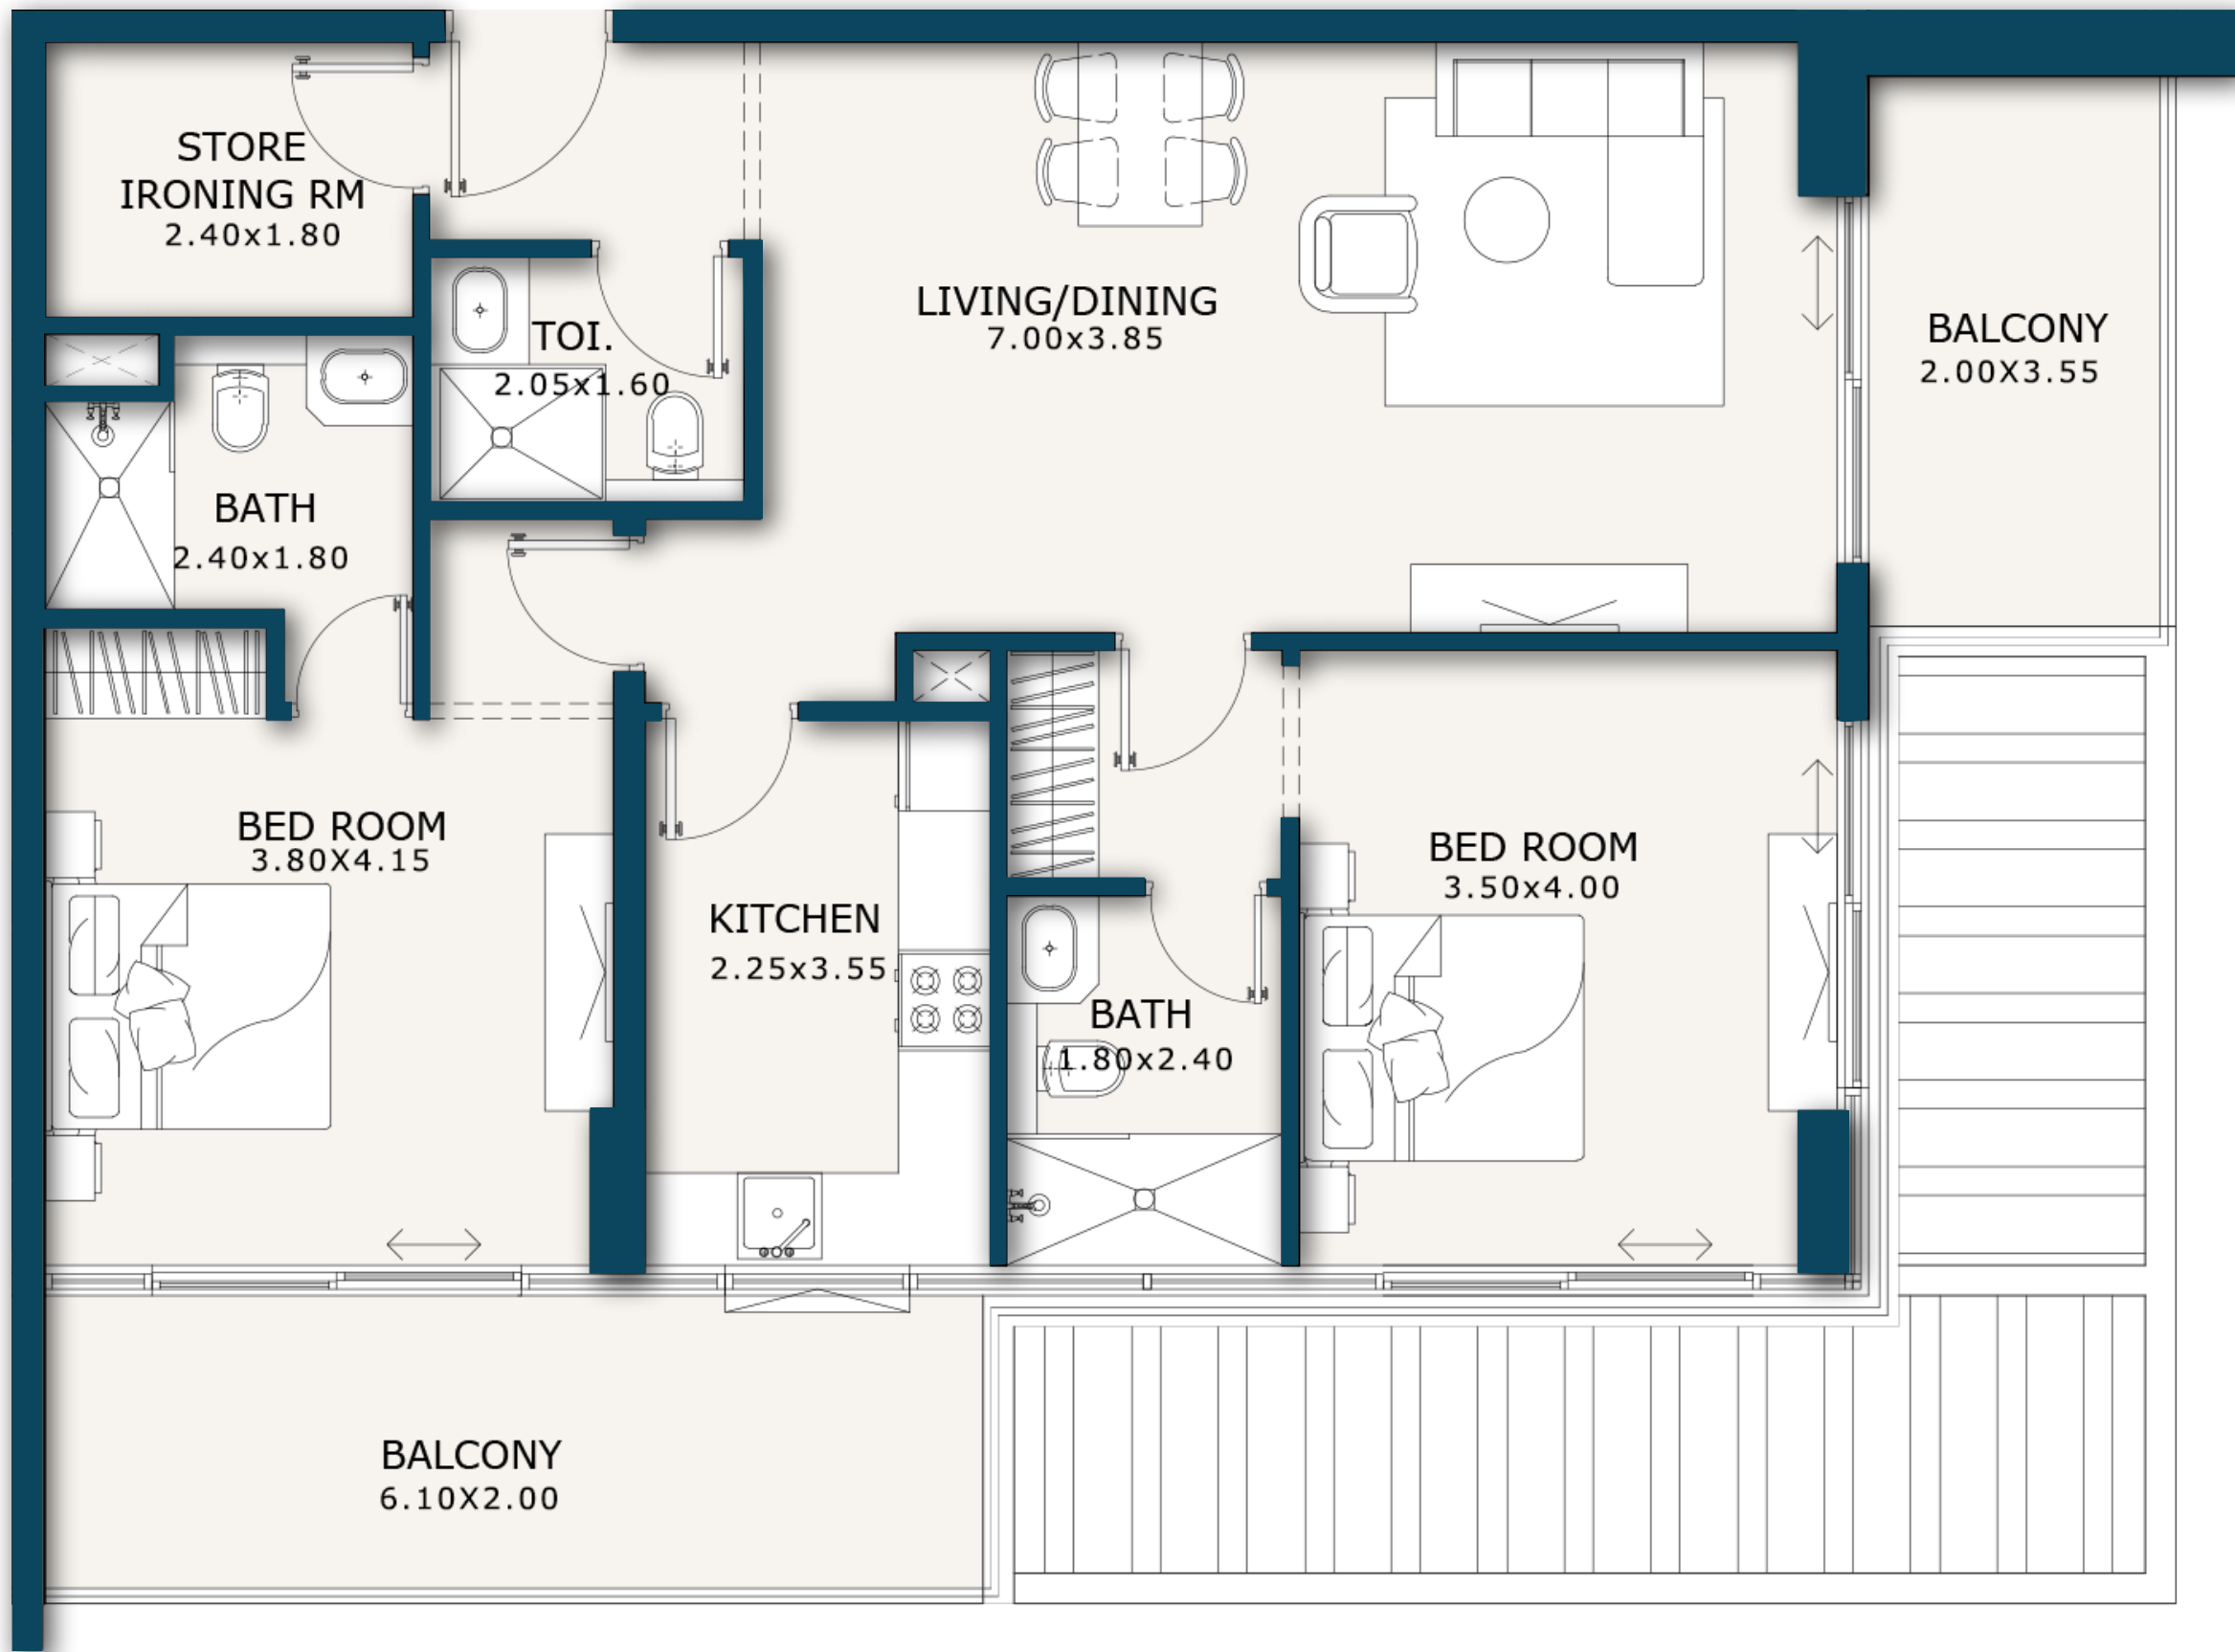 STORE
IRONING RM
2.40x1.80
TOI.
2.05x1.60
LIVING/DINING
7.00x3.85
BALCONY
2.00X3.55
BATH
2.40x1.80
BED ROOM
3.80X4.15
KITCHEN
2.25x3.55
BATH
1.80x2.40
BED ROOM
3.50x4.00
BALCONY
6.10X2.00